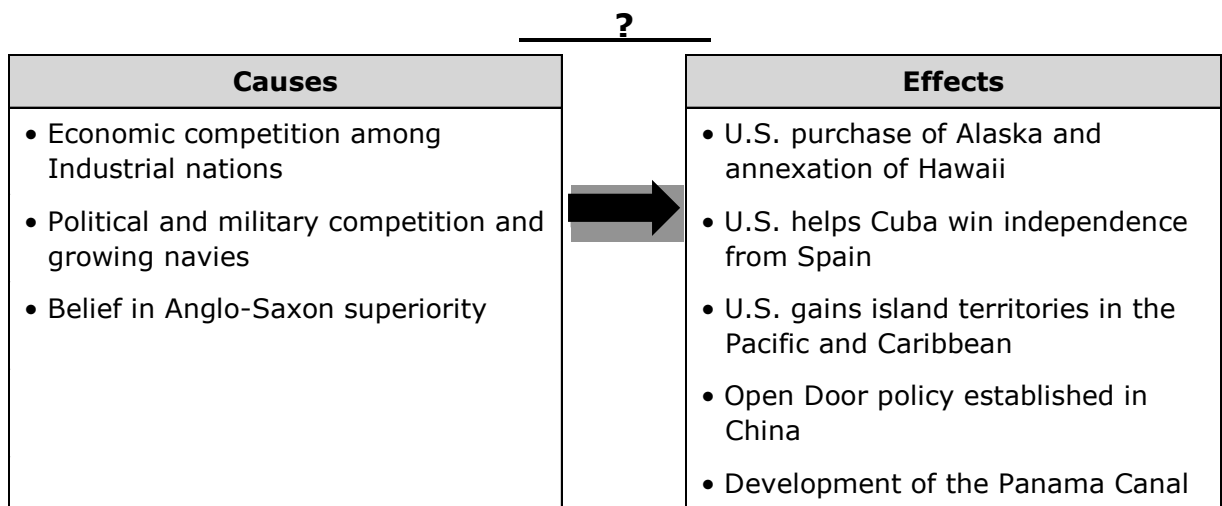 ?
Causes
• Economic competition among
Industrial nations
• Political and military competition and
growing navies
• Belief in Anglo-Saxon superiority
Effects
• U.S. purchase of Alaska and
annexation of Hawaii
• U.S. helps Cuba win independence
from Spain
• U.S. gains island territories in the
Pacific and Caribbean
• Open Door policy established in
China
• Development of the Panama Canal